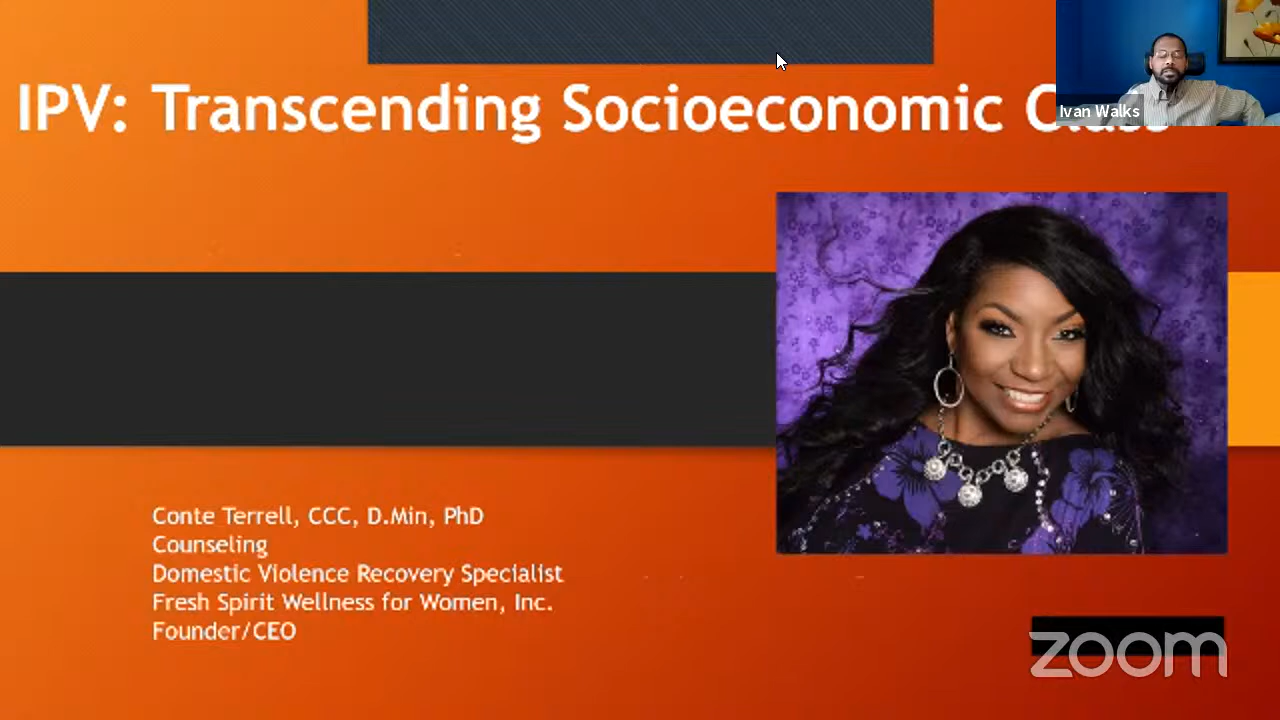 IPV: Transcending Socioeconomic Class
Ivan Walks
Conte Terrell, CCC, D.Min, PhD
Counseling
Domestic Violence Recovery Specialist
Fresh Spirit Wellness for Women, Inc.
Founder/CEO
zoom